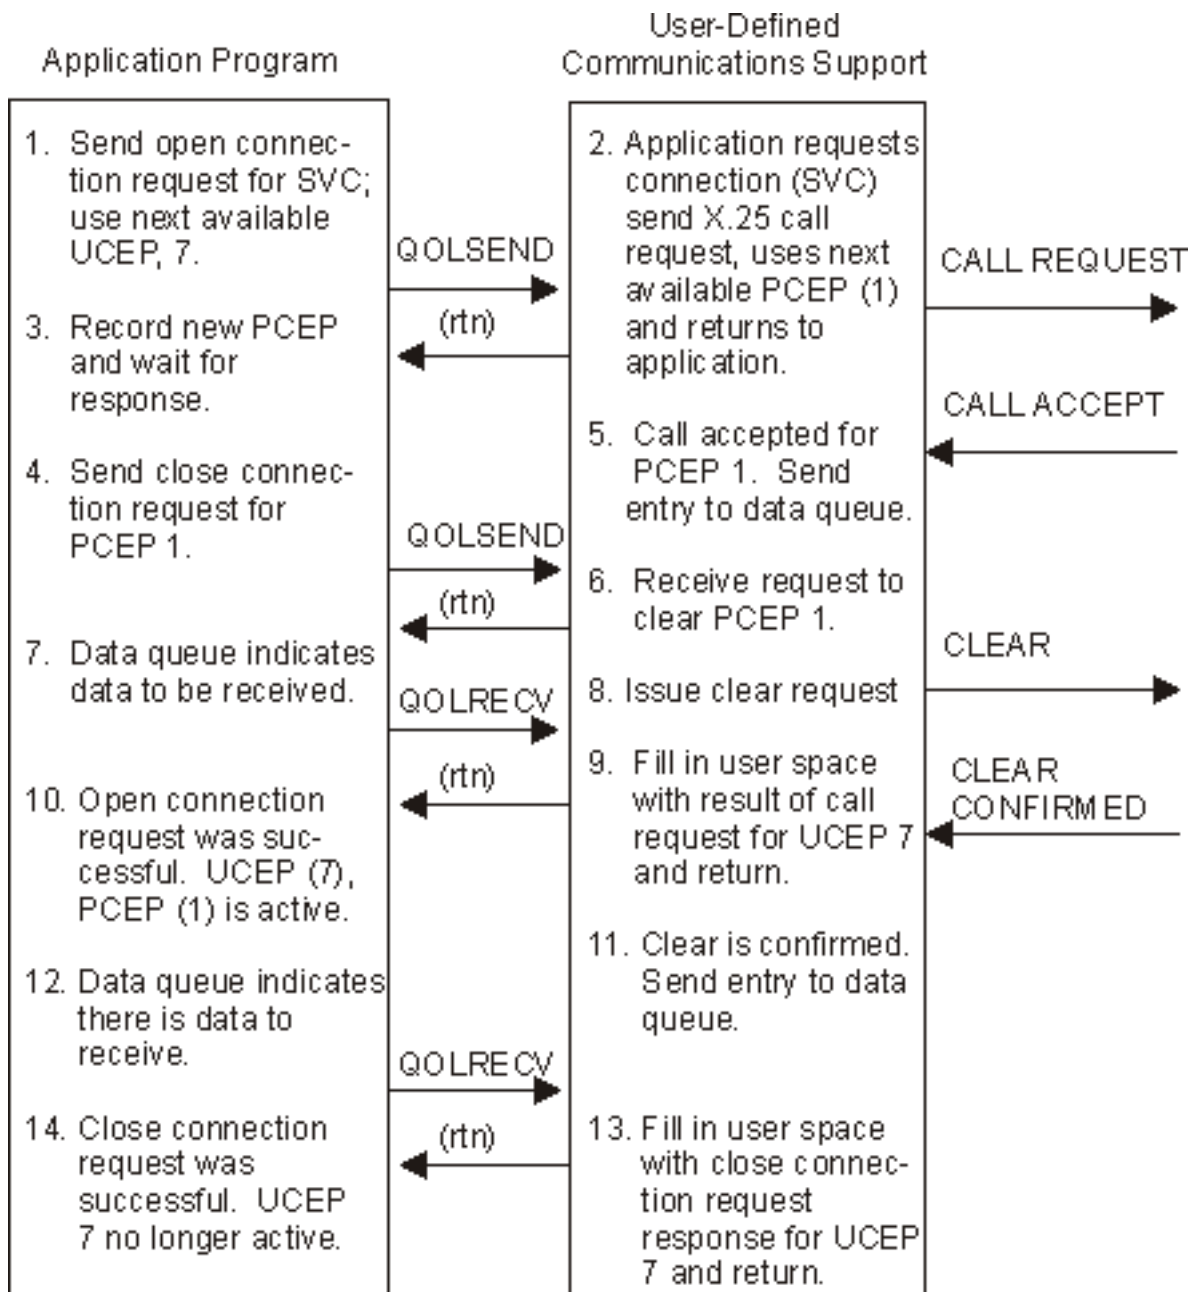 Application Program
User-Defined
Communications Support
1. Send open connec-
tion request for SVC;
use next available
UCEP, 7.
QOLSEND
(rtn)
2. Application requests
connection (SVC)
send X.25 call
request, uses next
available PCEP (1)
and returns to
application.
CALL REQUEST
3. Record new PCEP
and wait for
response.
CALL ACCEPT
4. Send close connec-
tion request for
PCEP 1.
QOLSEND
(rtn)
5. Call accepted for
PCEP 1. Send
entry to data queue.
6. Receive request to
clear PCEP 1.
7. Data queue indicates
data to be received.
QOLRECV
(rtn)
8. Issue clear request
CLEAR
9. Fill in user space
with result of call
request for UCEP 7
and return.
CLEAR
CONFIRMED
10. Open connection
request was suc-
cessful. UCEP (7),
PCEP (1) is active.
11. Clear is confirmed.
Send entry to data
queue.
12. Data queue indicates
there is data to
receive.
QOLRECV
(rtn)
13. Fill in user space
with close connec-
tion request
response for UCEP
7 and return.
14. Close connection
request was
successful. UCEP
7 no longer active.